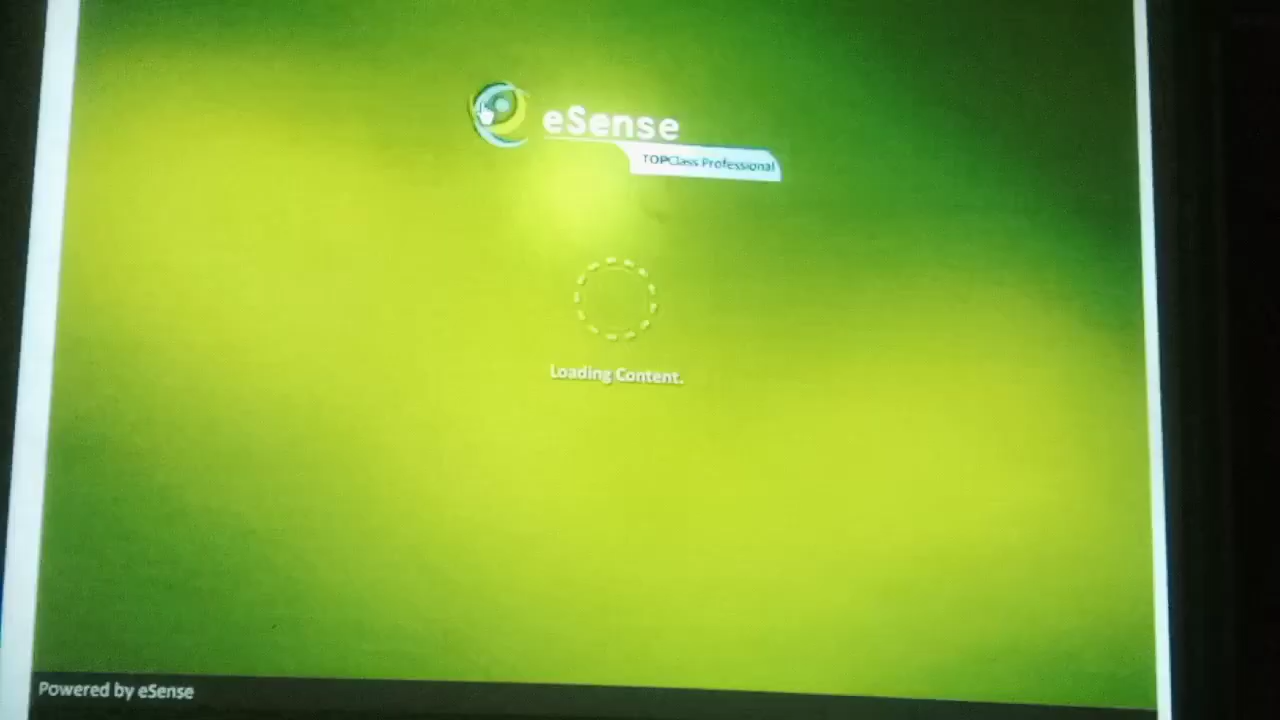 eSense
TOPClass Professional
Loading Content.
Powered by eSense